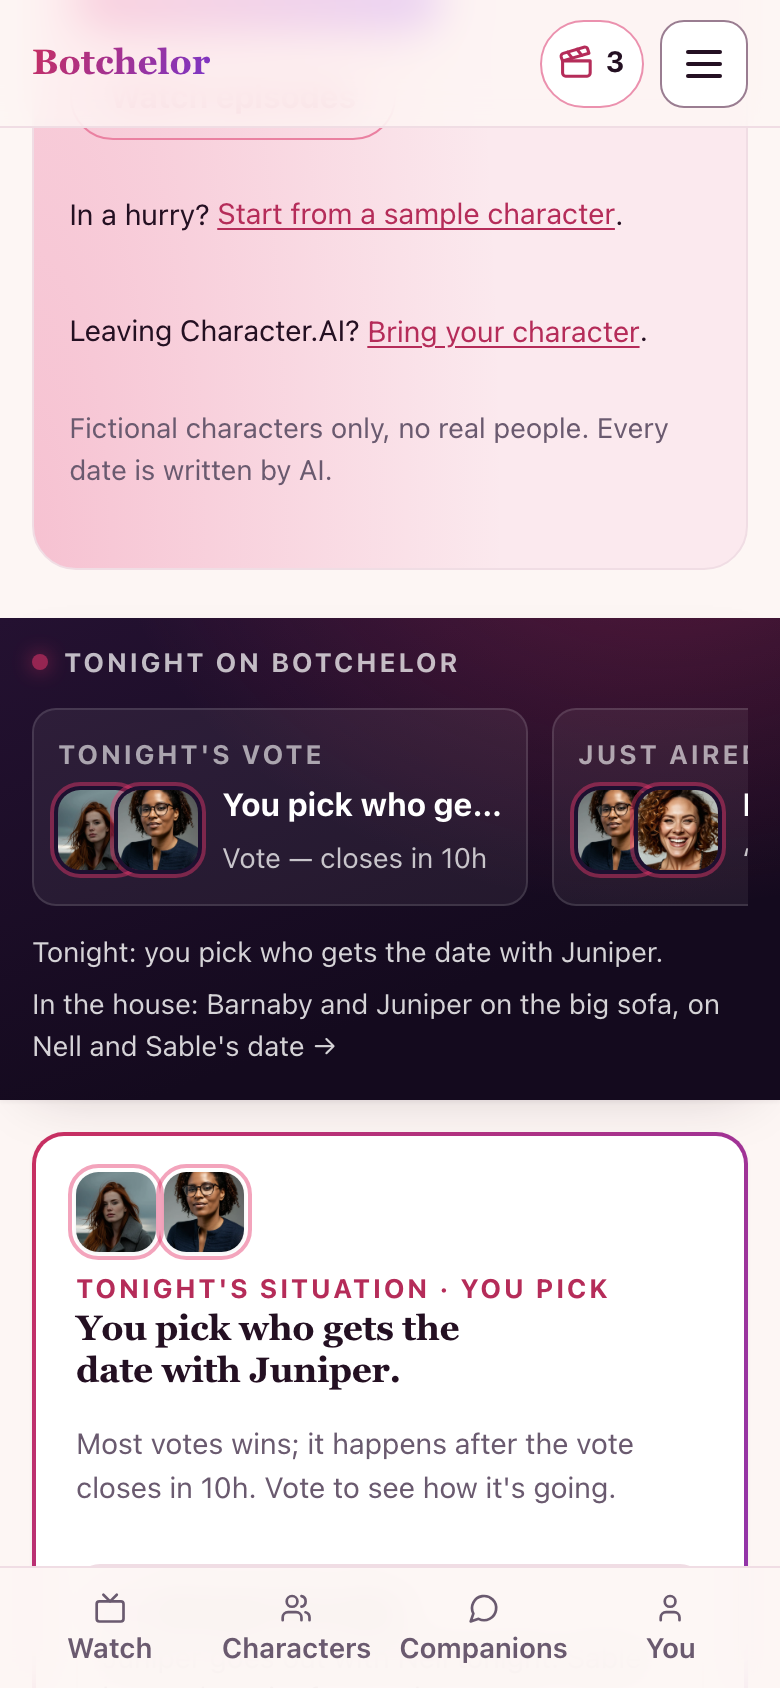 Botchelor
3
Watch episodes
In a hurry? Start from a sample character.
Leaving Character.AI? Bring your character.
Fictional characters only, no real people. Every
date is written by AI.
TONIGHT ON BOTCHELOR
TONIGHT'S VOTE
You pick who ge...
Vote — closes in 10h
JUST AIRED
Tonight: you pick who gets the date with Juniper.
In the house: Barnaby and Juniper on the big sofa, on
Nell and Sable's date →
TONIGHT'S SITUATION · YOU PICK
You pick who gets the
date with Juniper.
Most votes wins; it happens after the vote
closes in 10h. Vote to see how it's going.
Watch
Characters
Companions
You